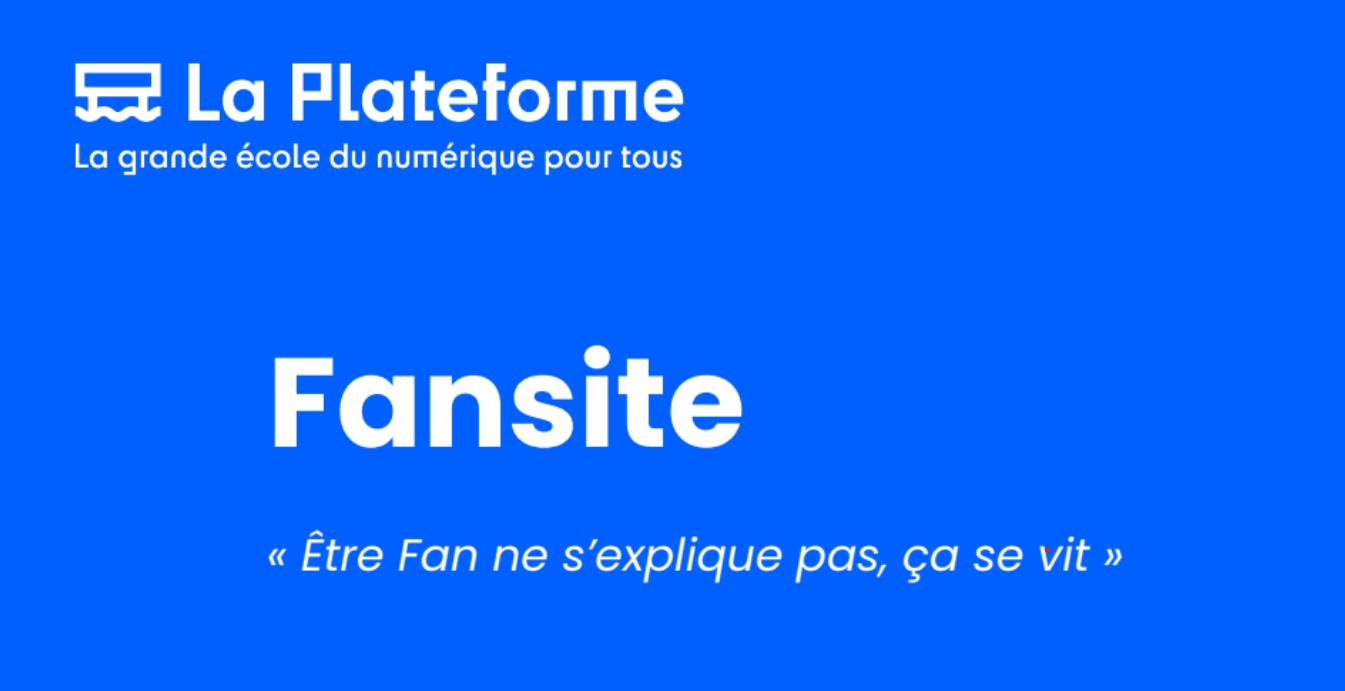 La Plateforme
La grande école du numérique pour tous
Fansite
« Être Fan ne s’explique pas, ça se vit »